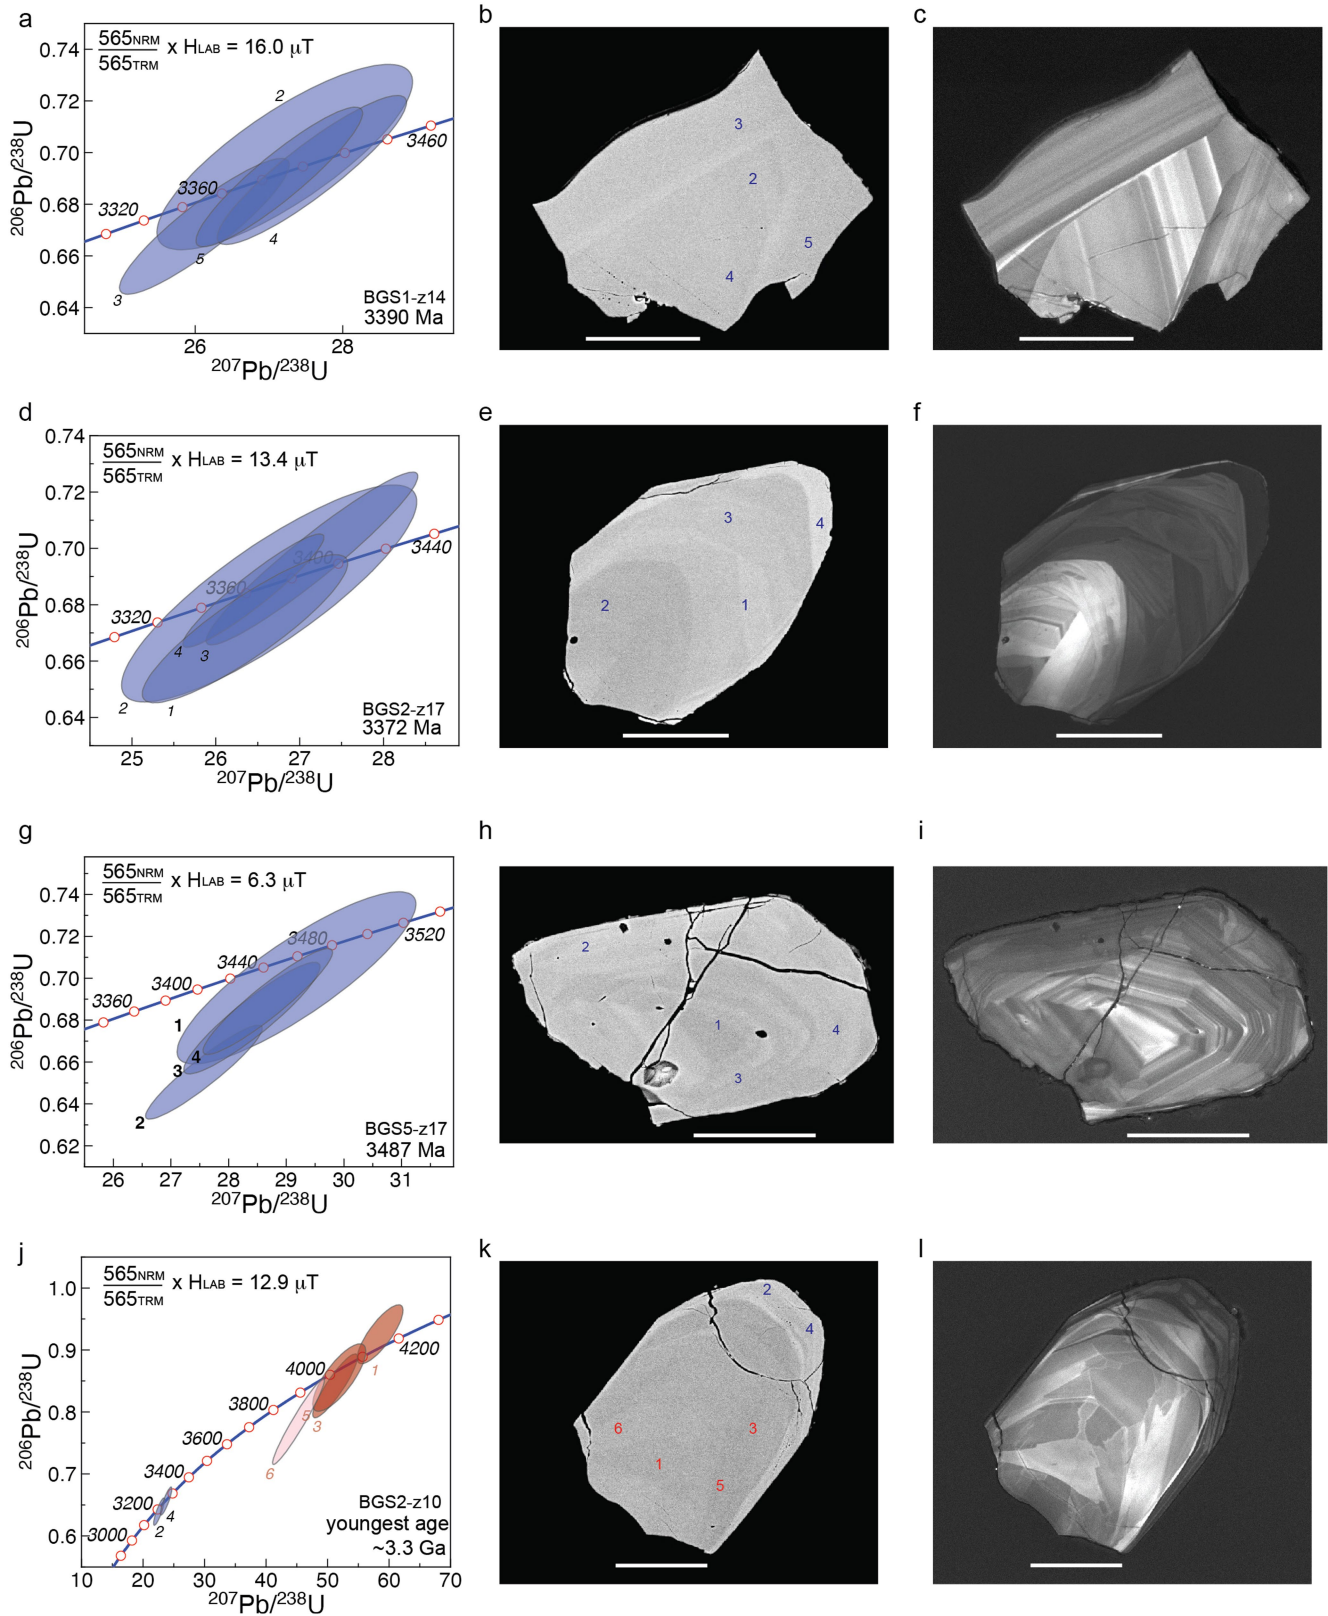 a
565NRM
565TRM
x HLAB = 16.0 μT
0.74
0.72
0.70
0.68
0.66
0.64
206Pb/238U
2
3460
3360
3320
4
5
3
BGS1-z14
3390 Ma
26
28
207Pb/238U
b
3
2
5
4
c
d
565NRM
565TRM
x HLAB = 13.4 μT
0.74
0.72
0.70
0.68
0.66
0.64
206Pb/238U
3400
3440
3360
3320
4
3
2
1
BGS2-z17
3372 Ma
25
26
27
28
207Pb/238U
e
3
4
2
1
f
g
565NRM
565TRM
x HLAB = 6.3 μT
0.74
0.72
0.70
0.68
0.66
0.64
0.62
206Pb/238U
3520
3480
3440
3400
3360
1
4
3
2
BGS5-z17
3487 Ma
26
27
28
29
30
31
207Pb/238U
h
2
1
4
3
i
j
565NRM
565TRM
x HLAB = 12.9 μT
1.0
0.9
0.8
0.7
0.6
206Pb/238U
4200
4000
1
3800
5
3
3600
6
3400
3200
4
2
3000
BGS2-z10
youngest age
~3.3 Ga
10
20
30
40
50
60
70
207Pb/238U
k
2
4
6
3
1
5
l